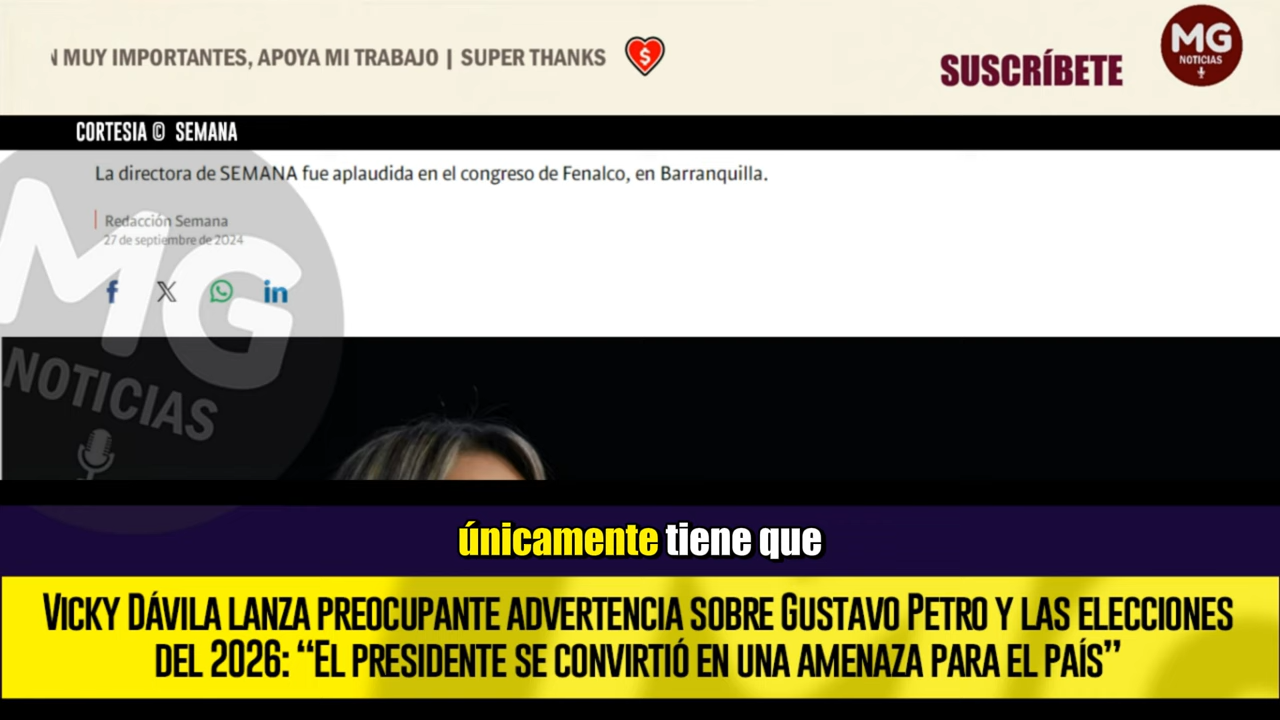 N MUY IMPORTANTES, APOYA MI TRABAJO | SUPER THANKS
$
SUSCRÍBETE
MG
NOTICIAS
CORTESIA © SEMANA
La directora de SEMANA fue aplaudida en el congreso de Fenalco, en Barranquilla.
Redacción Semana
27 de septiembre de 2024
MG
NOTICIAS
únicamente tiene que
VICKY DÁVILA LANZA PREOCUPANTE ADVERTENCIA SOBRE GUSTAVO PETRO Y LAS ELECCIONES
DEL 2026: “EL PRESIDENTE SE CONVIRTIÓ EN UNA AMENAZA PARA EL PAÍS”